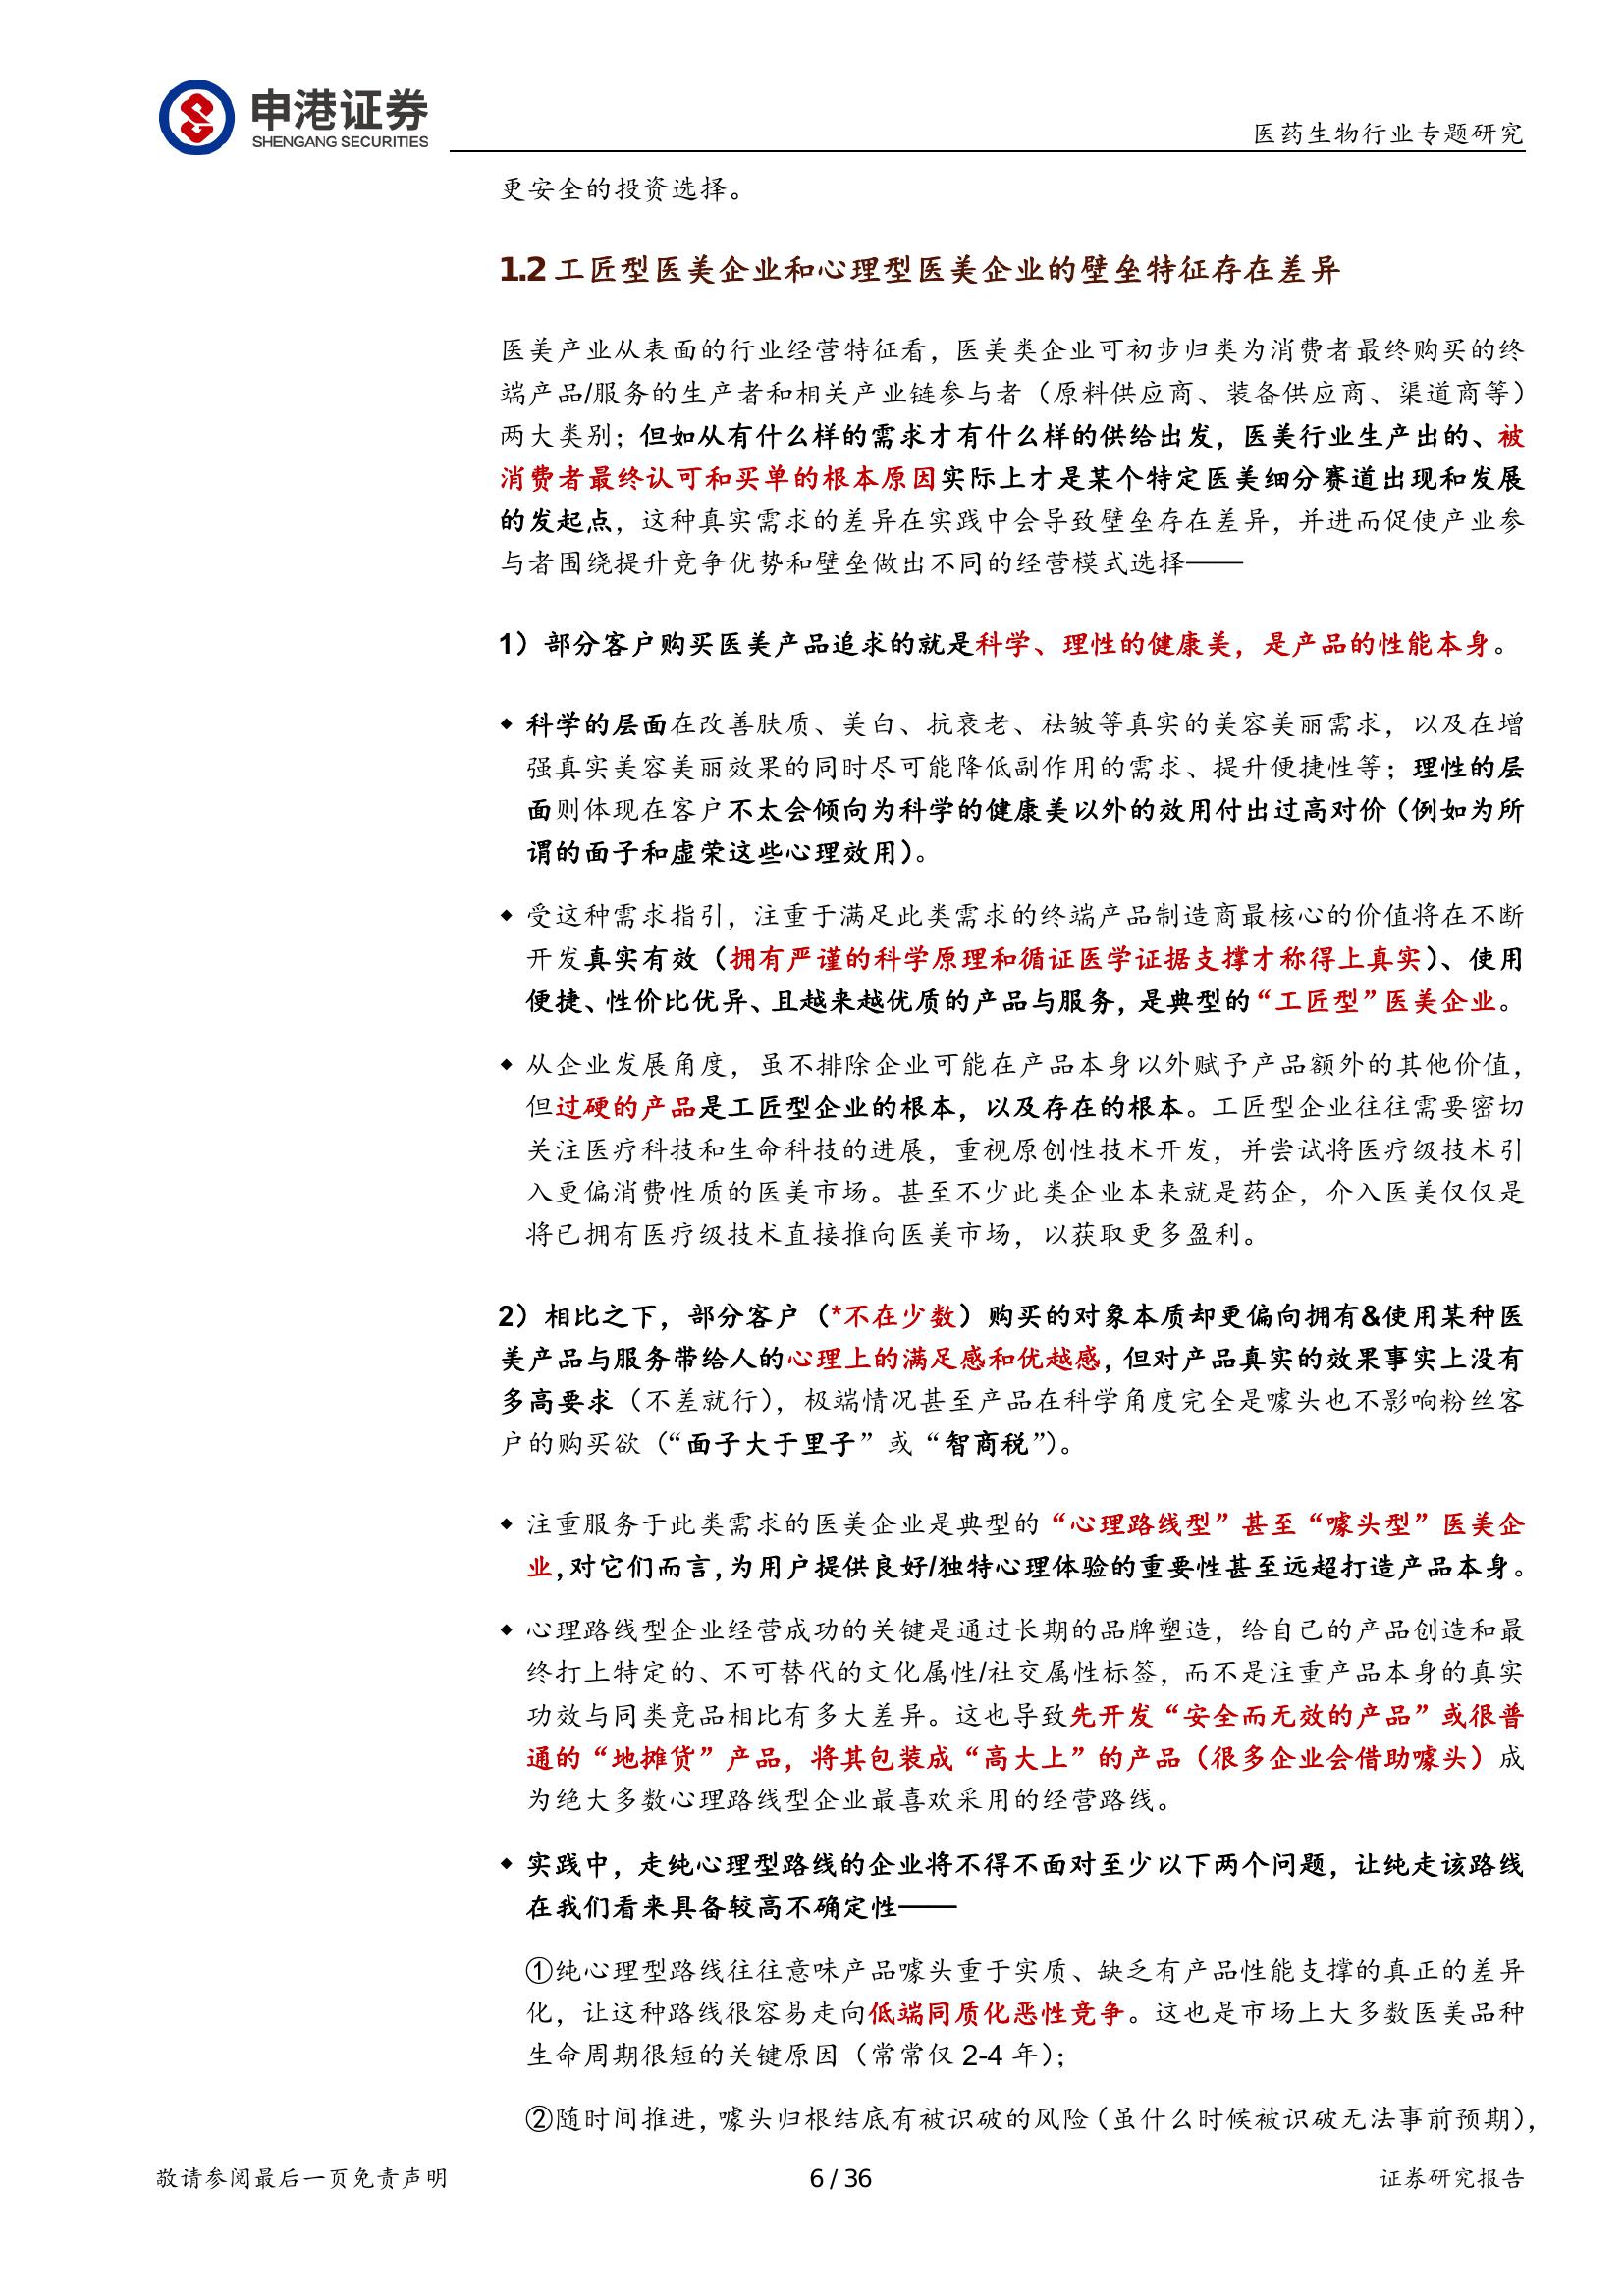 申港证券
SHENGANG SECURITIES
医药生物行业专题研究
更安全的投资选择。
1.2 工匠型医美企业和心理型医美企业的壁垒特征存在差异
医美产业从表面的行业经营特征看，医美类企业可初步归类为消费者最终购买的终
端产品/服务的生产者和相关产业链参与者（原料供应商、装备供应商、渠道商等）
两大类别；但如从有什么样的需求才有什么样的供给出发，医美行业生产出的、被
消费者最终认可和买单的根本原因实际上才是某个特定医美细分赛道出现和发展
的发起点，这种真实需求的差异在实践中会导致壁垒存在差异，并进而促使产业参
与者围绕提升竞争优势和壁垒做出不同的经营模式选择——
1）部分客户购买医美产品追求的就是科学、理性的健康美，是产品的性能本身。
◆ 科学的层面在改善肤质、美白、抗衰老、祛皱等真实的美容美丽需求，以及在增
强真实美容美丽效果的同时尽可能降低副作用的需求、提升便捷性等；理性的层
面则体现在客户不太会倾向为科学的健康美以外的效用付出过高对价（例如为所
谓的面子和虚荣这些心理效用）。
◆ 受这种需求指引，注重于满足此类需求的终端产品制造商最核心的价值将在不断
开发真实有效（拥有严谨的科学原理和循证医学证据支撑才称得上真实）、使用
便捷、性价比优异、且越来越优质的产品与服务，是典型的“工匠型”医美企业。
◆ 从企业发展角度，虽不排除企业可能在产品本身以外赋予产品额外的其他价值，
但过硬的产品是工匠型企业的根本，以及存在的根本。工匠型企业往往需要密切
关注医疗科技和生命科技的进展，重视原创性技术开发，并尝试将医疗级技术引
入更偏消费性质的医美市场。甚至不少此类企业本来就是药企，介入医美仅仅是
将已拥有医疗级技术直接推向医美市场，以获取更多盈利。
2）相比之下，部分客户（*不在少数）购买的对象本质却更偏向拥有&使用某种医
美产品与服务带给人的心理上的满足感和优越感，但对产品真实的效果事实上没有
多高要求（不差就行），极端情况甚至产品在科学角度完全是噱头也不影响粉丝客
户的购买欲（“面子大于里子”或“智商税”）。
◆ 注重服务于此类需求的医美企业是典型的“心理路线型”甚至“噱头型”医美企
业，对它们而言，为用户提供良好/独特心理体验的重要性甚至远超打造产品本身。
◆ 心理路线型企业经营成功的关键是通过长期的品牌塑造，给自己的产品创造和最
终打上特定的、不可替代的文化属性/社交属性标签，而不是注重产品本身的真实
功效与同类竞品相比有多大差异。这也导致先开发“安全而无效的产品”或很普
通的“地摊货”产品，将其包装成“高大上”的产品（很多企业会借助噱头）成
为绝大多数心理路线型企业最喜欢采用的经营路线。
◆ 实践中，走纯心理型路线的企业将不得不面对至少以下两个问题，让纯走该路线
在我们看来具备较高不确定性——
①纯心理型路线往往意味产品噱头重于实质、缺乏有产品性能支撑的真正的差异
化，让这种路线很容易走向低端同质化恶性竞争。这也是市场上大多数医美品种
生命周期很短的关键原因（常常仅 2-4 年）；
②随时间推进，噱头归根结底有被识破的风险（虽什么时候被识破无法事前预期），
敬请参阅最后一页免责声明
6 / 36
证券研究报告